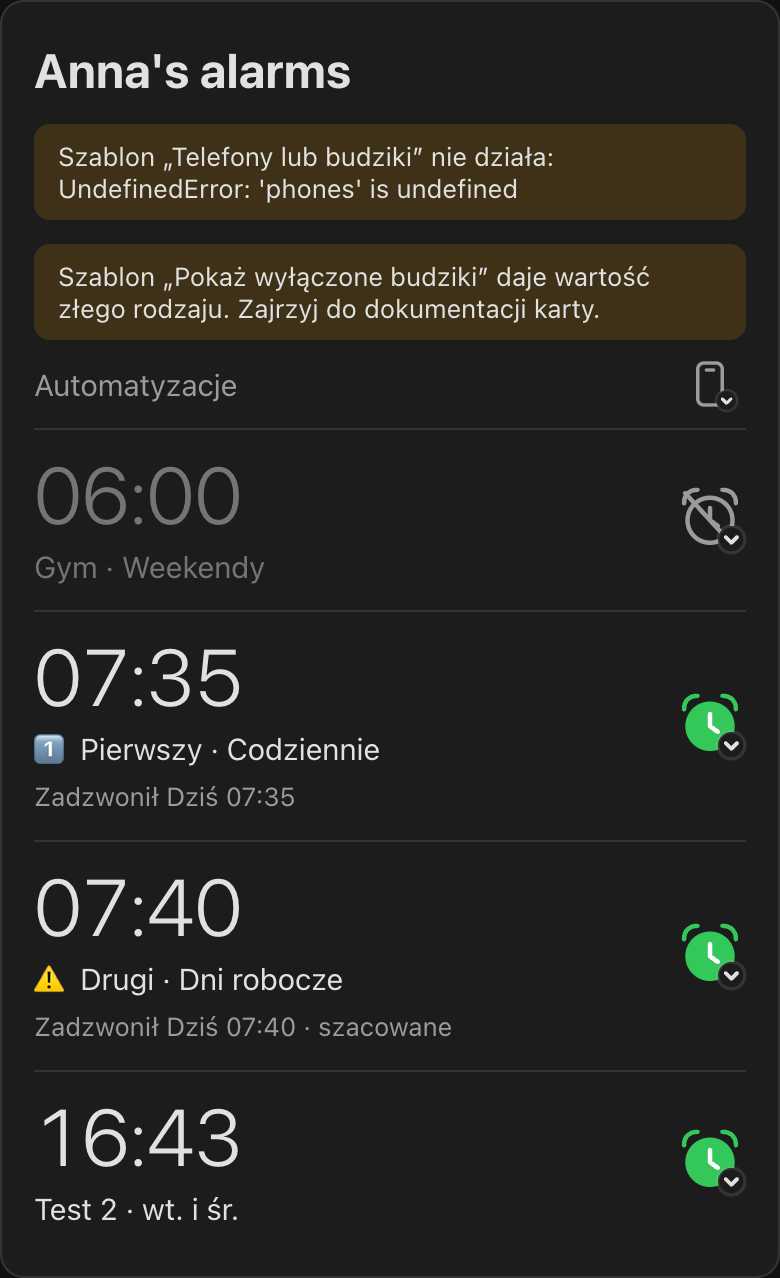 Anna's alarms
Szablon „Telefony lub budziki” nie działa:
UndefinedError: 'phones' is undefined
Szablon „Pokaż wyłączone budziki” daje wartość
złego rodzaju. Zajrzyj do dokumentacji karty.
Automatyzacje
06:00
Gym · Weekendy
07:35
1️⃣ Pierwszy · Codziennie
Zadzwonił Dziś 07:35
07:40
⚠️ Drugi · Dni robocze
Zadzwonił Dziś 07:40 · szacowane
16:43
Test 2 · wt. i śr.